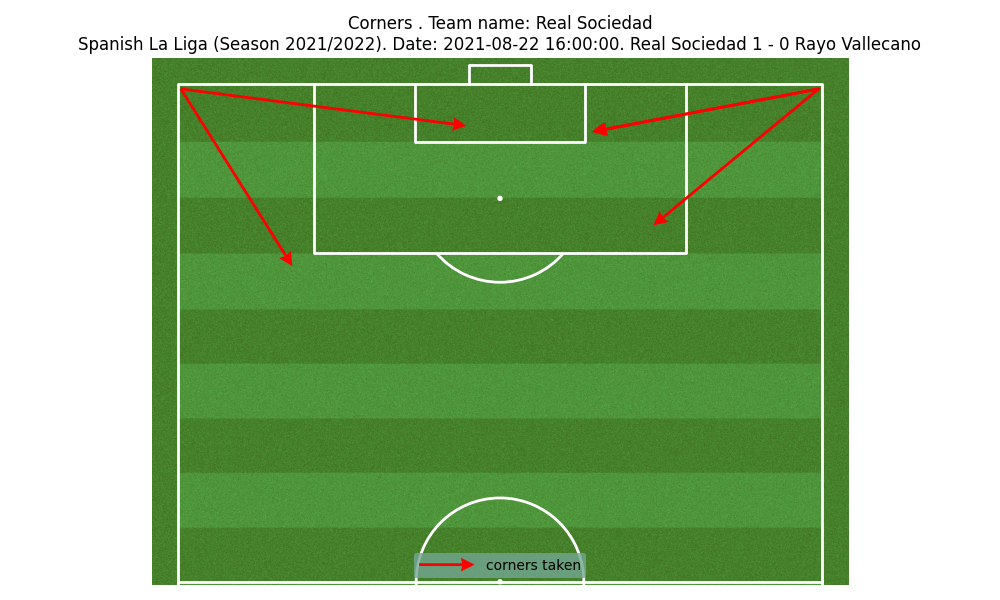 Corners . Team name: Real Sociedad
Spanish La Liga (Season 2021/2022). Date: 2021-08-22 16:00:00. Real Sociedad 1 - 0 Rayo Vallecano
corners taken